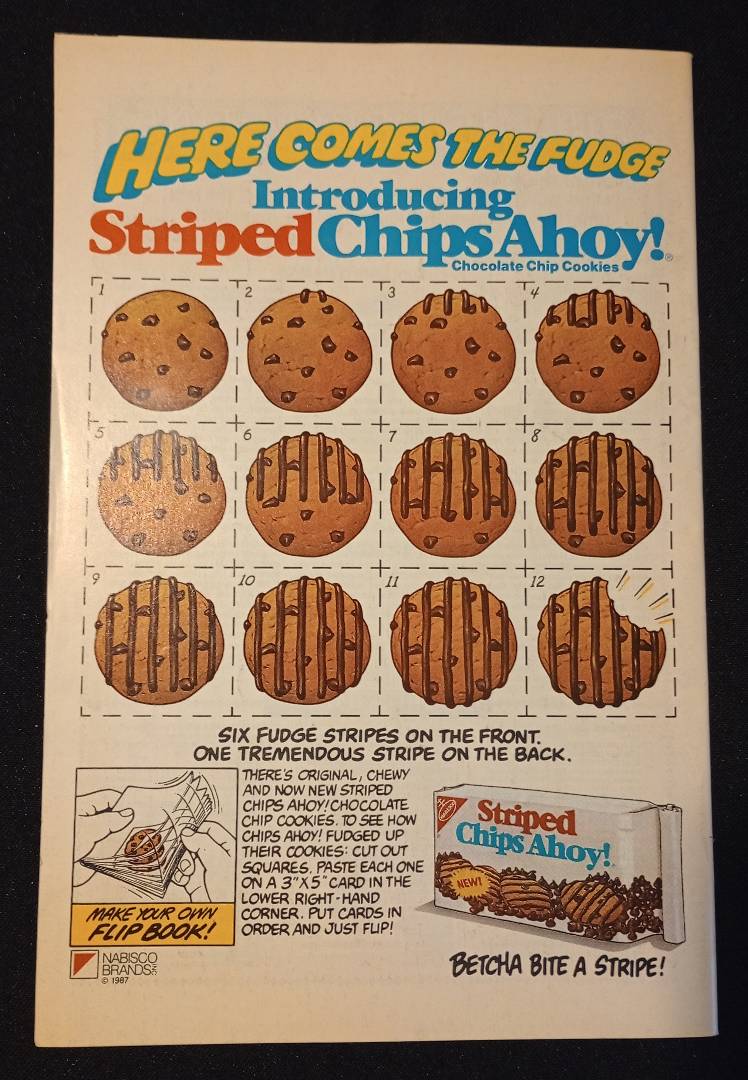 HERE COMES THE FUDGE
Introducing
Striped Chips Ahoy!®
Chocolate Chip Cookies
1
2
3
4
5
6
7
8
9
10
11
12
SIX FUDGE STRIPES ON THE FRONT.
ONE TREMENDOUS STRIPE ON THE BACK.
THERE'S ORIGINAL, CHEWY
AND NOW NEW STRIPED
CHIPS AHOY! CHOCOLATE
CHIP COOKIES. TO SEE HOW
CHIPS AHOY! FUDGED UP
THEIR COOKIES: CUT OUT
SQUARES. PASTE EACH ONE
ON A 3"X5" CARD IN THE
LOWER RIGHT-HAND
CORNER. PUT CARDS IN
ORDER AND JUST FLIP!
MAKE YOUR OWN
FLIP BOOK!
NABISCO
Striped
Chips Ahoy!
NEW!
NABISCO
BRANDS INC
© 1987
BETCHA BITE A STRIPE!